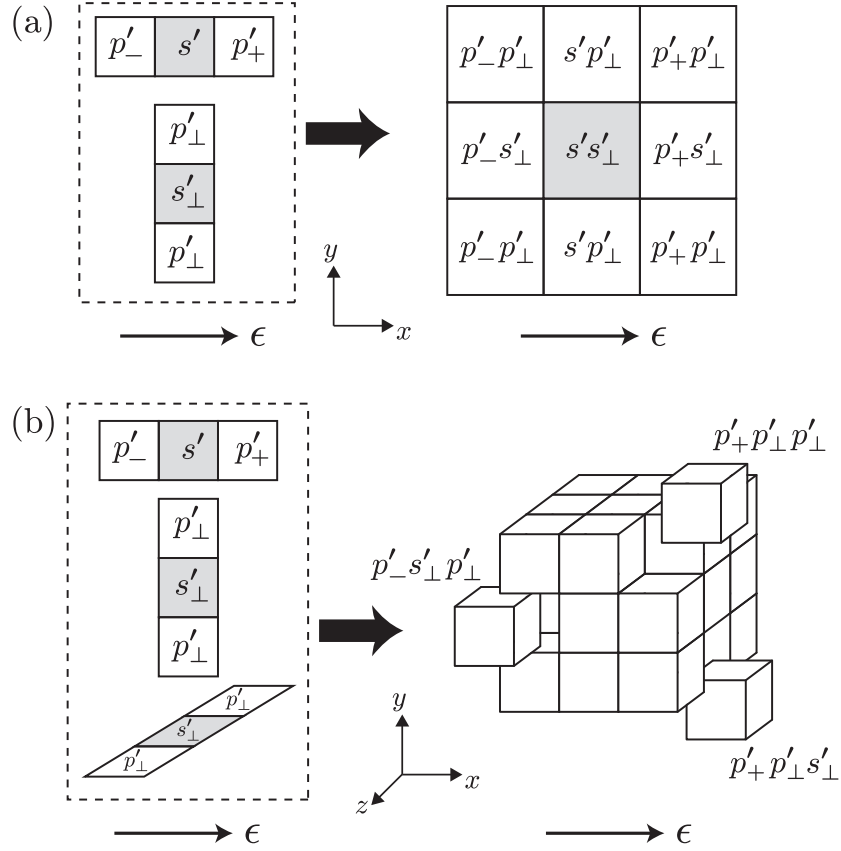 (a)
p′₋ s′ p′₊
p′⊥
s′⊥
p′⊥
p′₋p′⊥ s′p′⊥ p′₊p′⊥
p′₋s′⊥ s′s′⊥ p′₊s′⊥
p′₋p′⊥ s′p′⊥ p′₊p′⊥
y
x
ϵ
ϵ
(b)
p′₋ s′ p′₊
p′⊥
s′⊥
p′⊥
p′⊥
s′⊥
p′⊥
p′₊p′⊥p′⊥
p′₋s′⊥p′⊥
p′₊p′⊥s′⊥
y
x
z
ϵ
ϵ